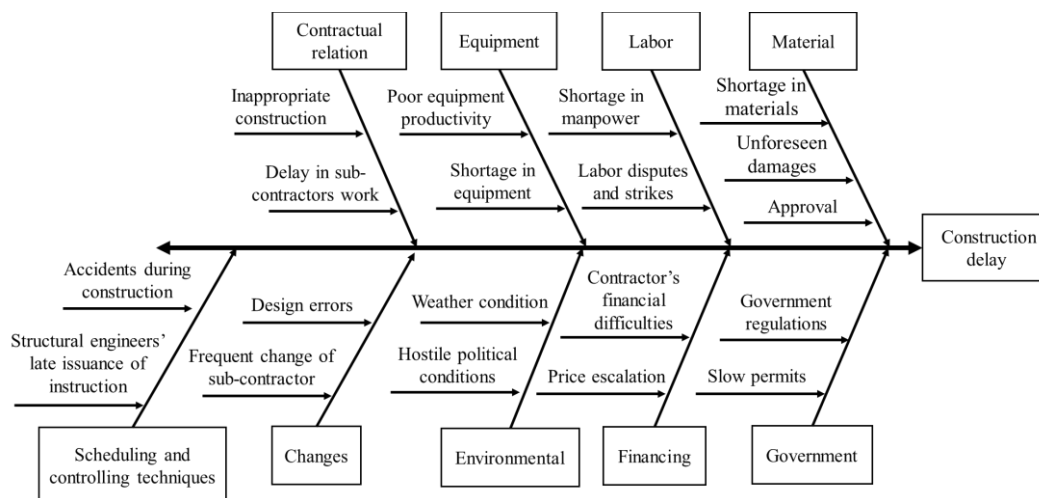 Contractual
relation
Equipment
Labor
Material
Inappropriate
construction
Delay in sub-
contractors work
Poor equipment
productivity
Shortage in
equipment
Shortage in
manpower
Labor disputes
and strikes
Shortage in
materials
Unforeseen
damages
Approval
Construction
delay
Accidents during
construction
Structural engineers’
late issuance of
instruction
Design errors
Frequent change of
sub-contractor
Weather condition
Hostile political
conditions
Contractor’s
financial
difficulties
Price escalation
Government
regulations
Slow permits
Scheduling and
controlling techniques
Changes
Environmental
Financing
Government